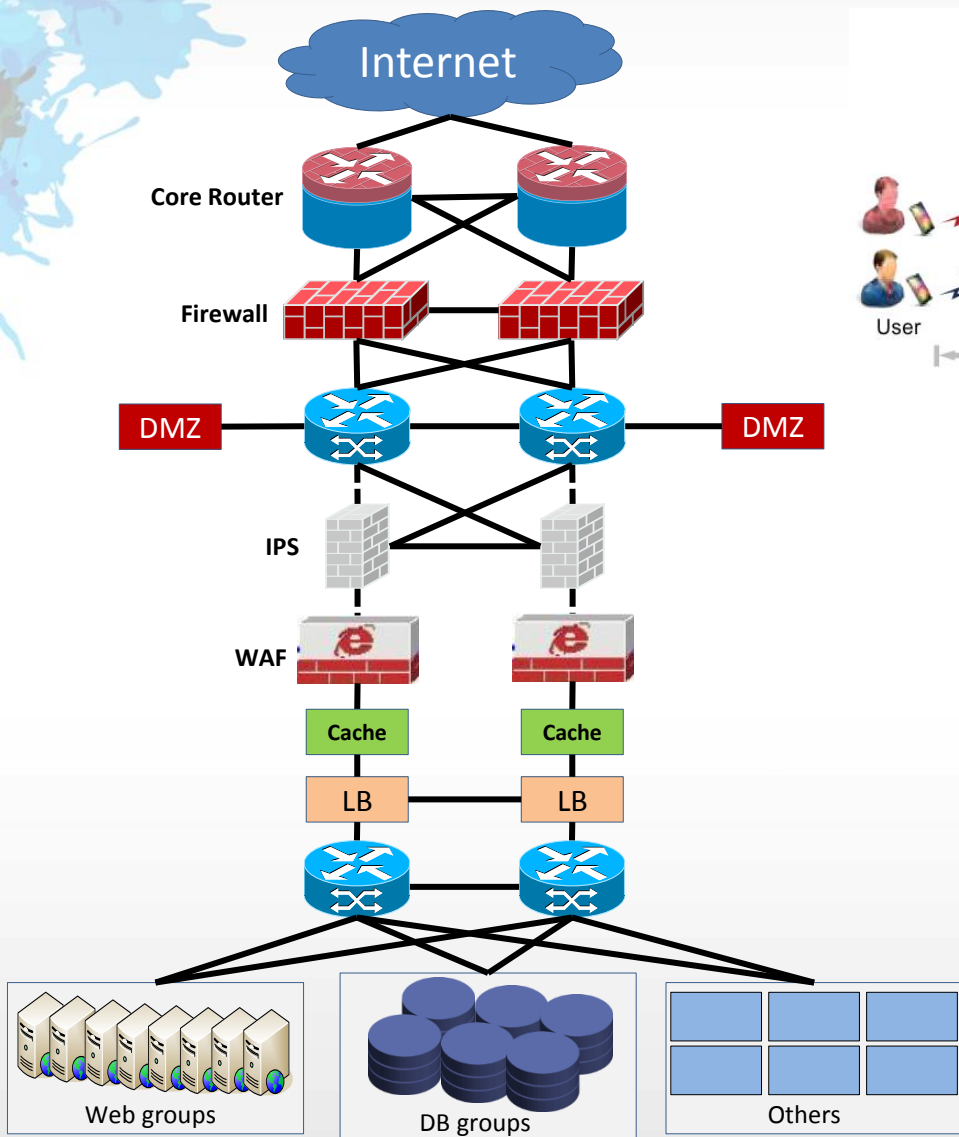 Internet
Core Router
Firewall
User
DMZ
DMZ
IPS
WAF
Cache
Cache
LB
LB
Web groups
DB groups
Others